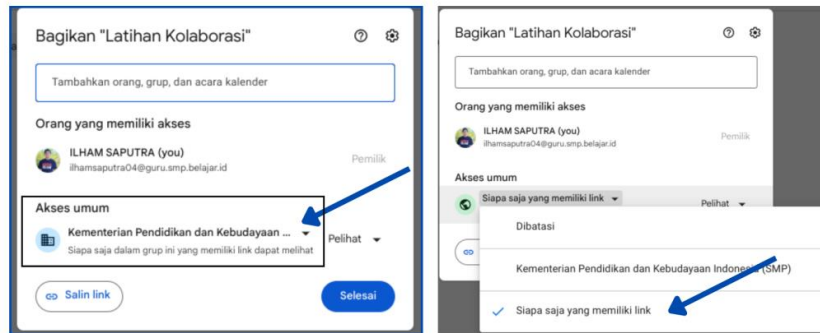 Bagikan "Latihan Kolaborasi"
Tambahkan orang, grup, dan acara kalender
Orang yang memiliki akses
ILHAM SAPUTRA (you)
ilhamsaputra04@guru.smp.belajar.id
Pemilik
Akses umum
Kementerian Pendidikan dan Kebudayaan ...
Siapa saja dalam grup ini yang memiliki link dapat melihat
Pelihat
Salin link
Selesai
Bagikan "Latihan Kolaborasi"
Tambahkan orang, grup, dan acara kalender
Orang yang memiliki akses
ILHAM SAPUTRA (you)
ilhamsaputra04@guru.smp.belajar.id
Pemilik
Akses umum
Siapa saja yang memiliki link
Pelihat
Dibatasi
Kementerian Pendidikan dan Kebudayaan Indonesia (SMP)
Siapa saja yang memiliki link